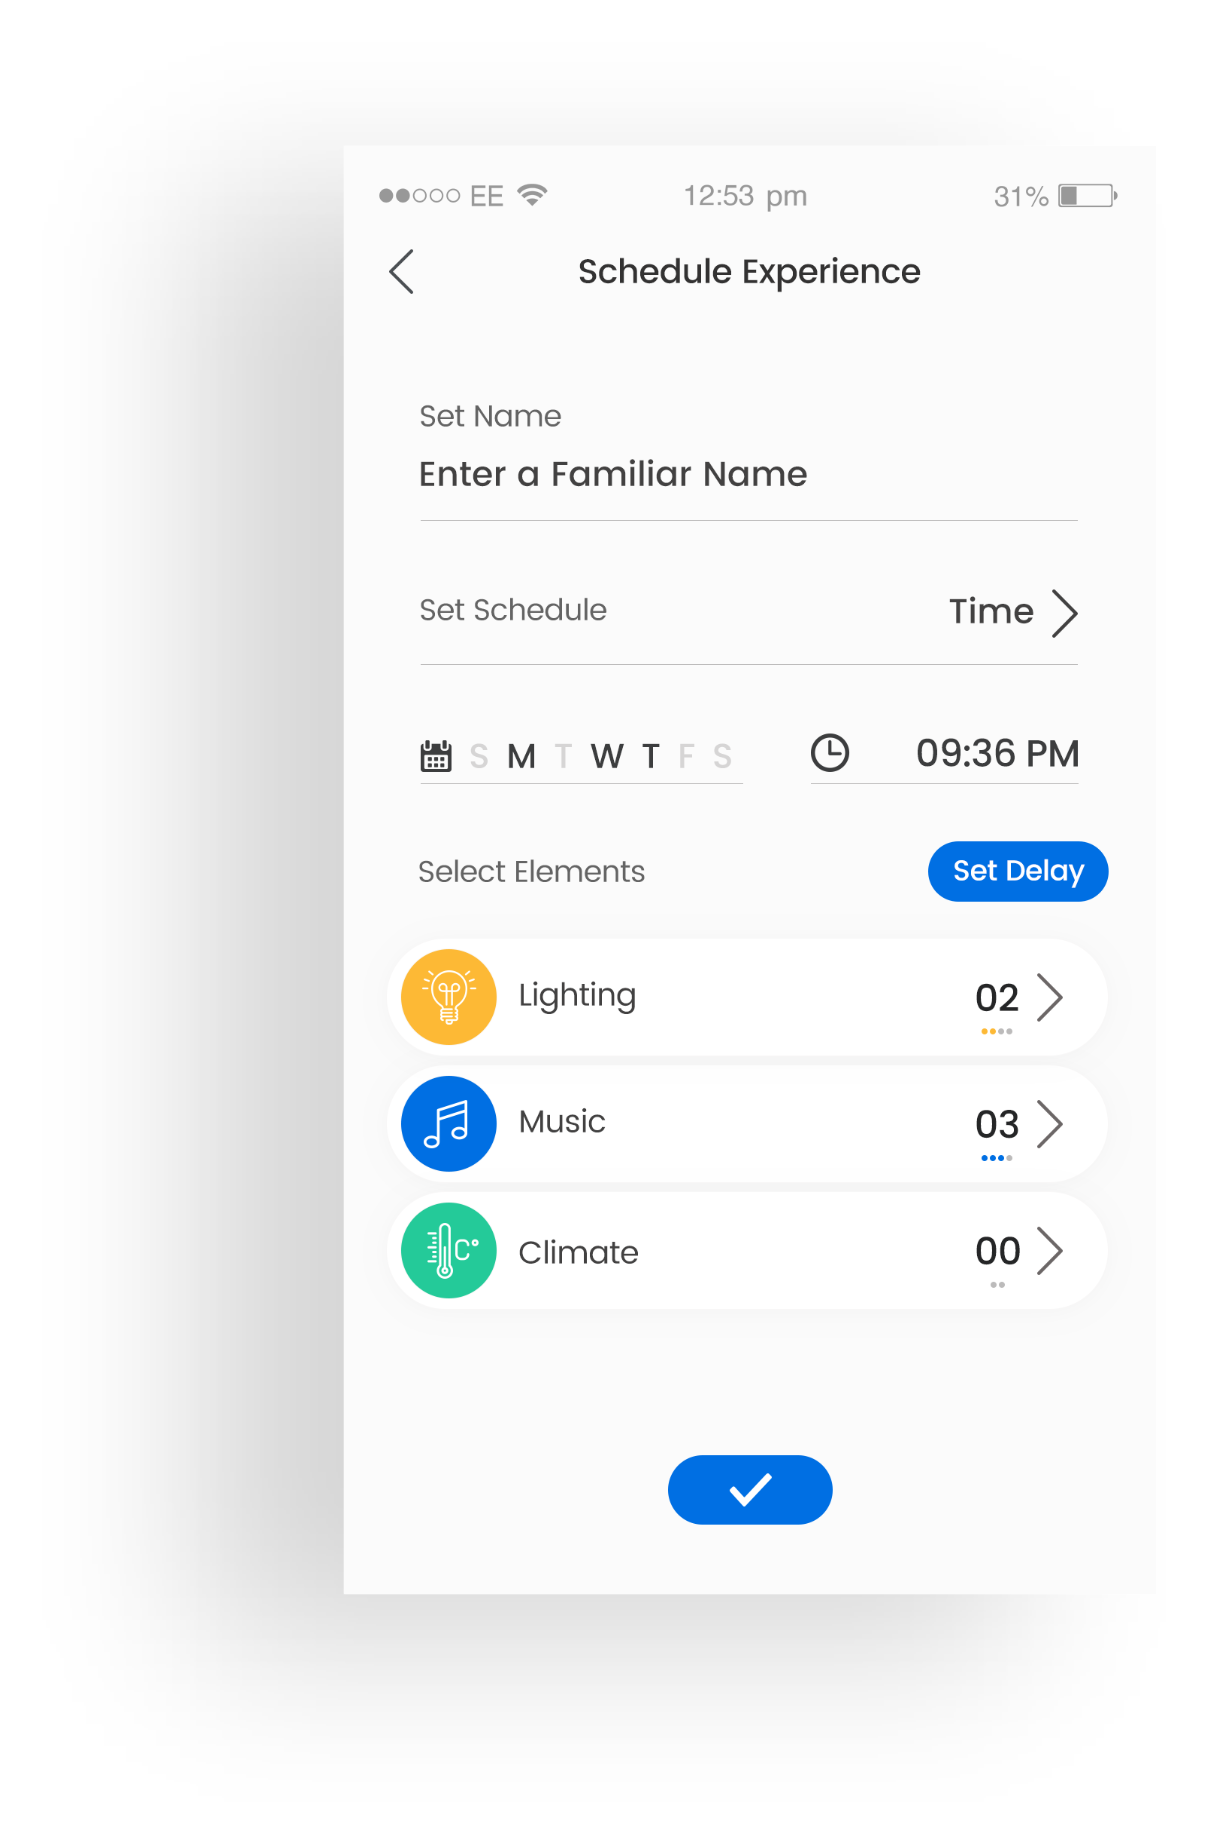 EE 12:53 pm 31%
Schedule Experience
Set Name
Enter a Familiar Name
Set Schedule Time
S M T W T F S 09:36 PM
Select Elements Set Delay
Lighting 02
Music 03
C° Climate 00